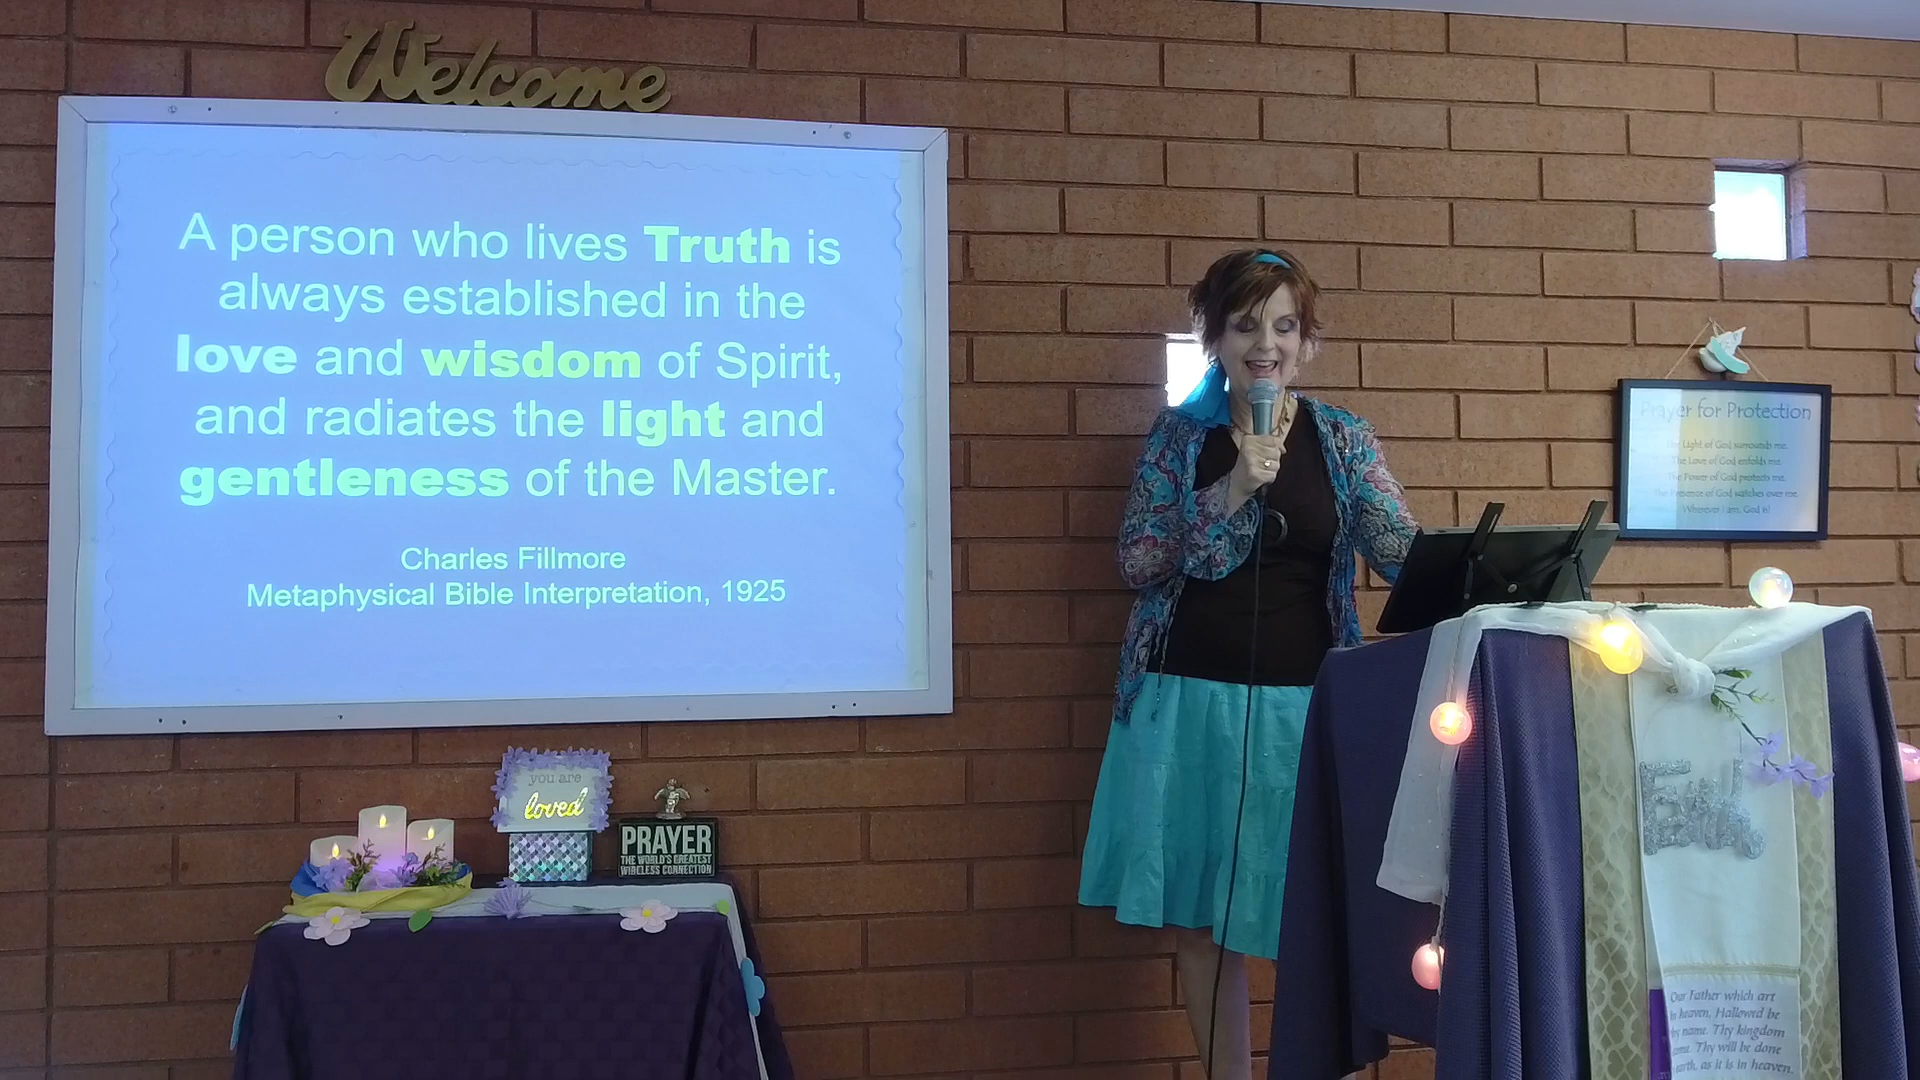 Welcome
A person who lives Truth is
always established in the
love and wisdom of Spirit,
and radiates the light and
gentleness of the Master.
Charles Fillmore
Metaphysical Bible Interpretation, 1925
Prayer for Protection
Light of God surrounds me.
The Love of God enfolds me.
The Power of God protects me.
Presence of God watches over me.
Wherever I am, God is!
you are
loved
PRAYER
THE WORLD'S GREATEST
WIRELESS CONNECTION
Our Father which art
in heaven, Hallowed be
thy name. Thy kingdom
come. Thy will be done
earth, as it is in heaven.